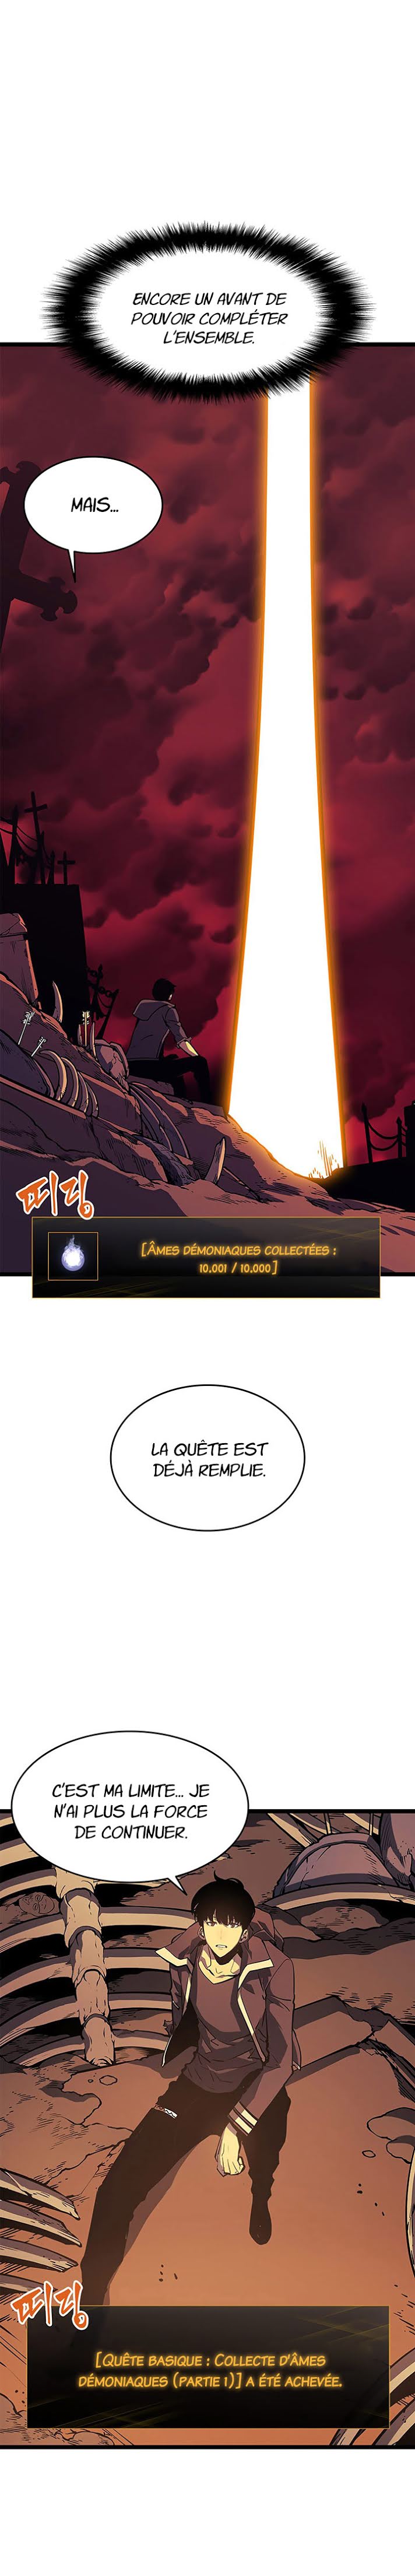 ENCORE UN AVANT DE
POUVOIR COMPLÉTER
L'ENSEMBLE.
MAIS...
띠링
[ÂMES DÉMONIAQUES COLLECTÉES :
10,001 / 10,000]
LA QUÊTE EST
DÉJÀ REMPLIE.
C'EST MA LIMITE... JE
N'AI PLUS LA FORCE
DE CONTINUER.
띠링
[QUÊTE BASIQUE : COLLECTE D'ÂMES
DÉMONIAQUES (PARTIE 1)] A ÉTÉ ACHEVÉE.